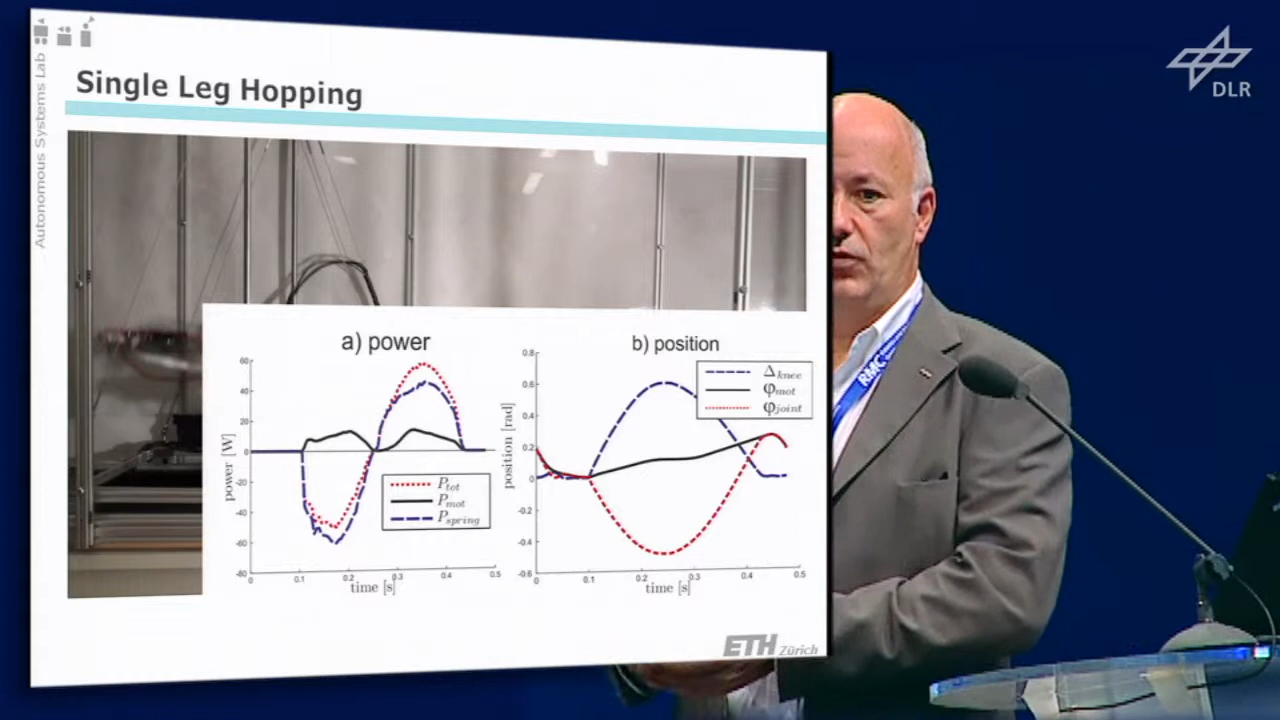 Autonomous Systems Lab
Single Leg Hopping
DLR
a) power
60
40
20
0
-20
-40
-60
-80
power [W]
P_tot
P_mot
P_spring
0 0.1 0.2 0.3 0.4 0.5
time [s]
b) position
0.8
0.6
0.4
0.2
0
-0.2
-0.4
-0.6
position [rad]
Δ_knee
φ_mot
φ_joint
0 0.1 0.2 0.3 0.4 0.5
time [s]
RMC
ETH Zürich